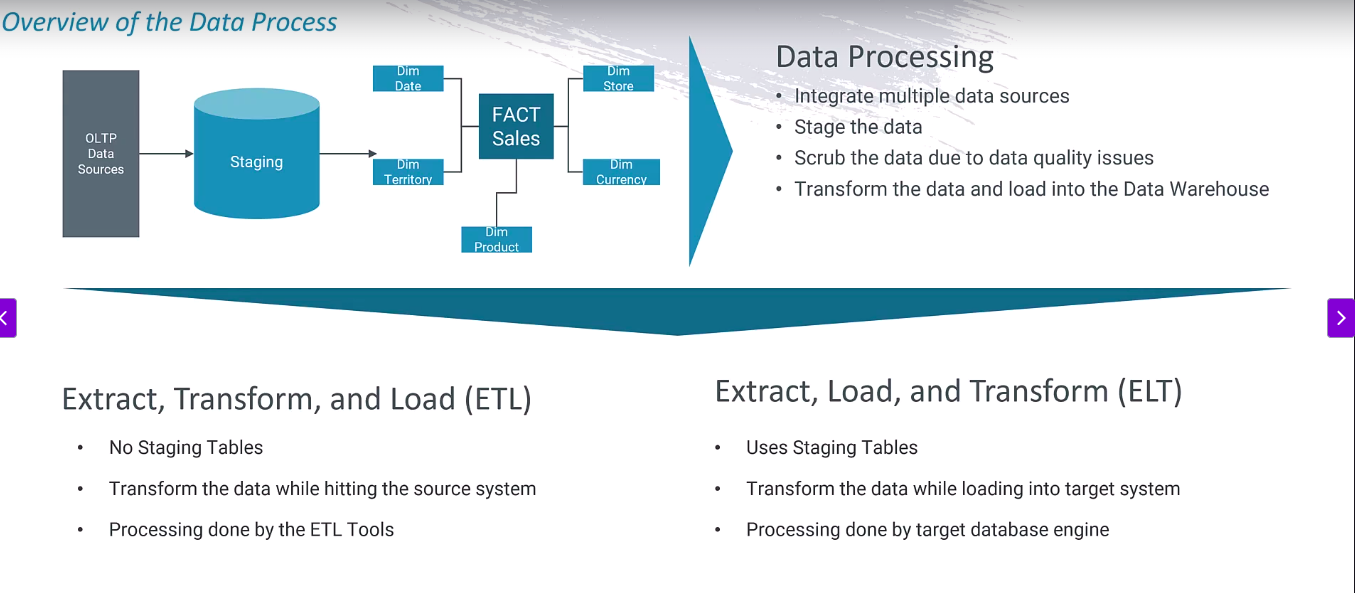 Overview of the Data Process
OLTP
Data
Sources
Staging
Dim
Date
Dim
Territory
FACT
Sales
Dim
Product
Dim
Store
Dim
Currency
Data Processing
• Integrate multiple data sources
• Stage the data
• Scrub the data due to data quality issues
• Transform the data and load into the Data Warehouse
Extract, Transform, and Load (ETL)
• No Staging Tables
• Transform the data while hitting the source system
• Processing done by the ETL Tools
Extract, Load, and Transform (ELT)
• Uses Staging Tables
• Transform the data while loading into target system
• Processing done by target database engine